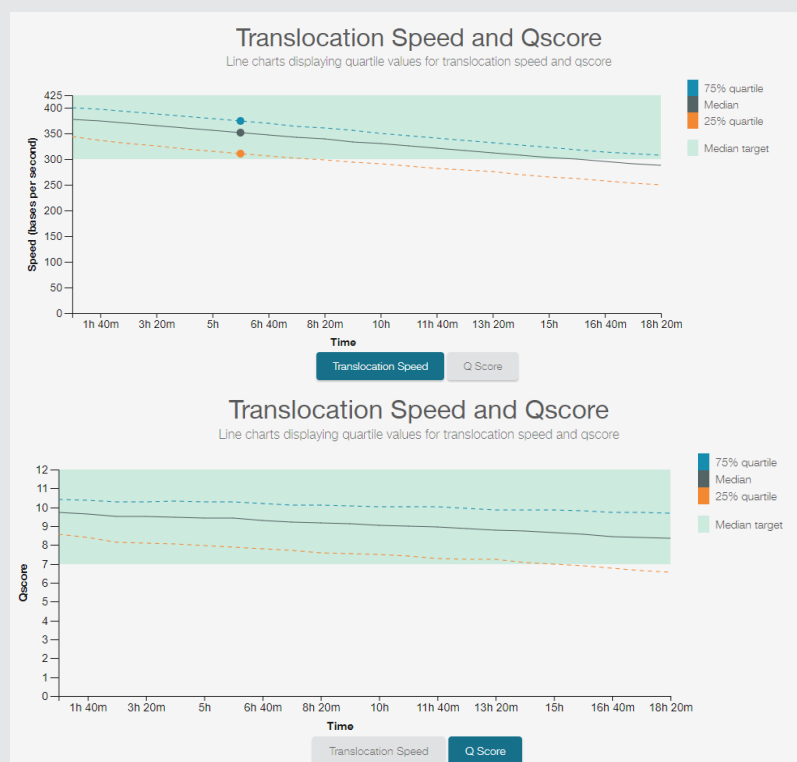 Translocation Speed and Qscore
Line charts displaying quartile values for translocation speed and qscore
75% quartile
Median
25% quartile
Median target
425
400
350
300
250
200
150
100
50
0
Speed (bases per second)
1h 40m 3h 20m 5h 6h 40m 8h 20m 10h 11h 40m 13h 20m 15h 16h 40m 18h 20m
Time
Translocation Speed Q Score
Translocation Speed and Qscore
Line charts displaying quartile values for translocation speed and qscore
75% quartile
Median
25% quartile
Median target
12
11
10
9
8
7
6
5
4
3
2
1
0
Qscore
1h 40m 3h 20m 5h 6h 40m 8h 20m 10h 11h 40m 13h 20m 15h 16h 40m 18h 20m
Time
Translocation Speed Q Score